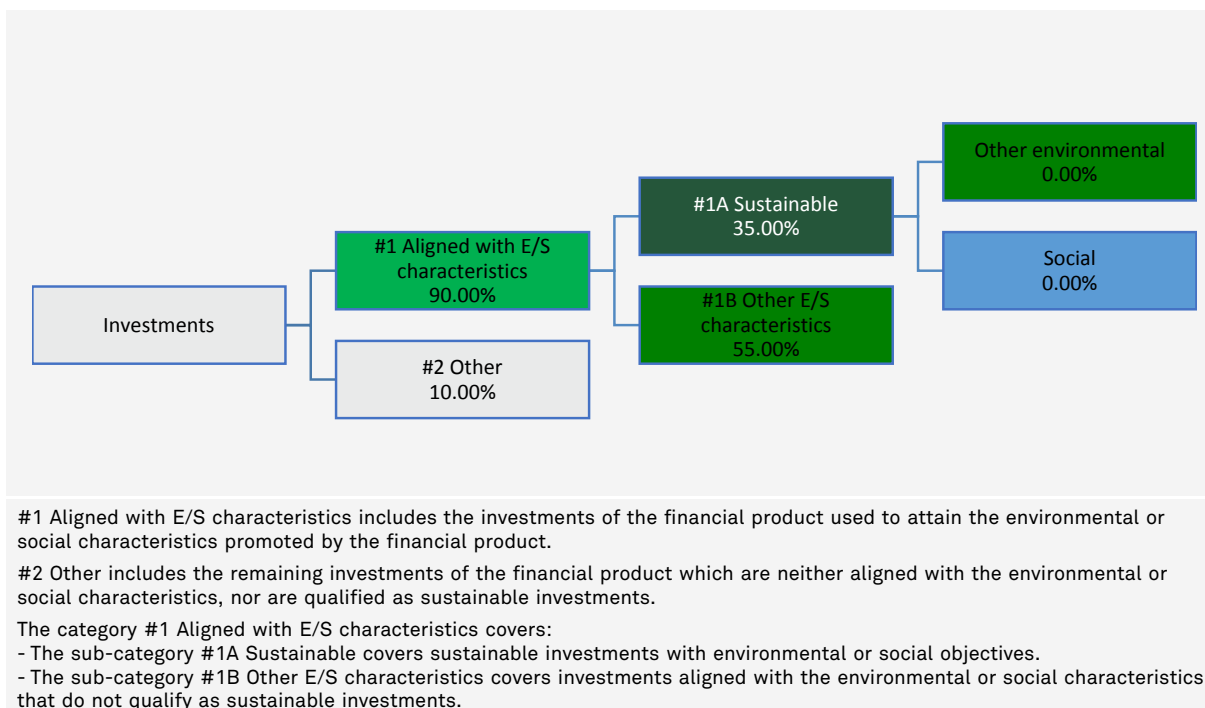 Investments
#1 Aligned with E/S
characteristics
90.00%
#2 Other
10.00%
#1A Sustainable
35.00%
#1B Other E/S
characteristics
55.00%
Other environmental
0.00%
Social
0.00%
#1 Aligned with E/S characteristics includes the investments of the financial product used to attain the environmental or
social characteristics promoted by the financial product.
#2 Other includes the remaining investments of the financial product which are neither aligned with the environmental or
social characteristics, nor are qualified as sustainable investments.
The category #1 Aligned with E/S characteristics covers:
- The sub-category #1A Sustainable covers sustainable investments with environmental or social objectives.
- The sub-category #1B Other E/S characteristics covers investments aligned with the environmental or social characteristics
that do not qualify as sustainable investments.